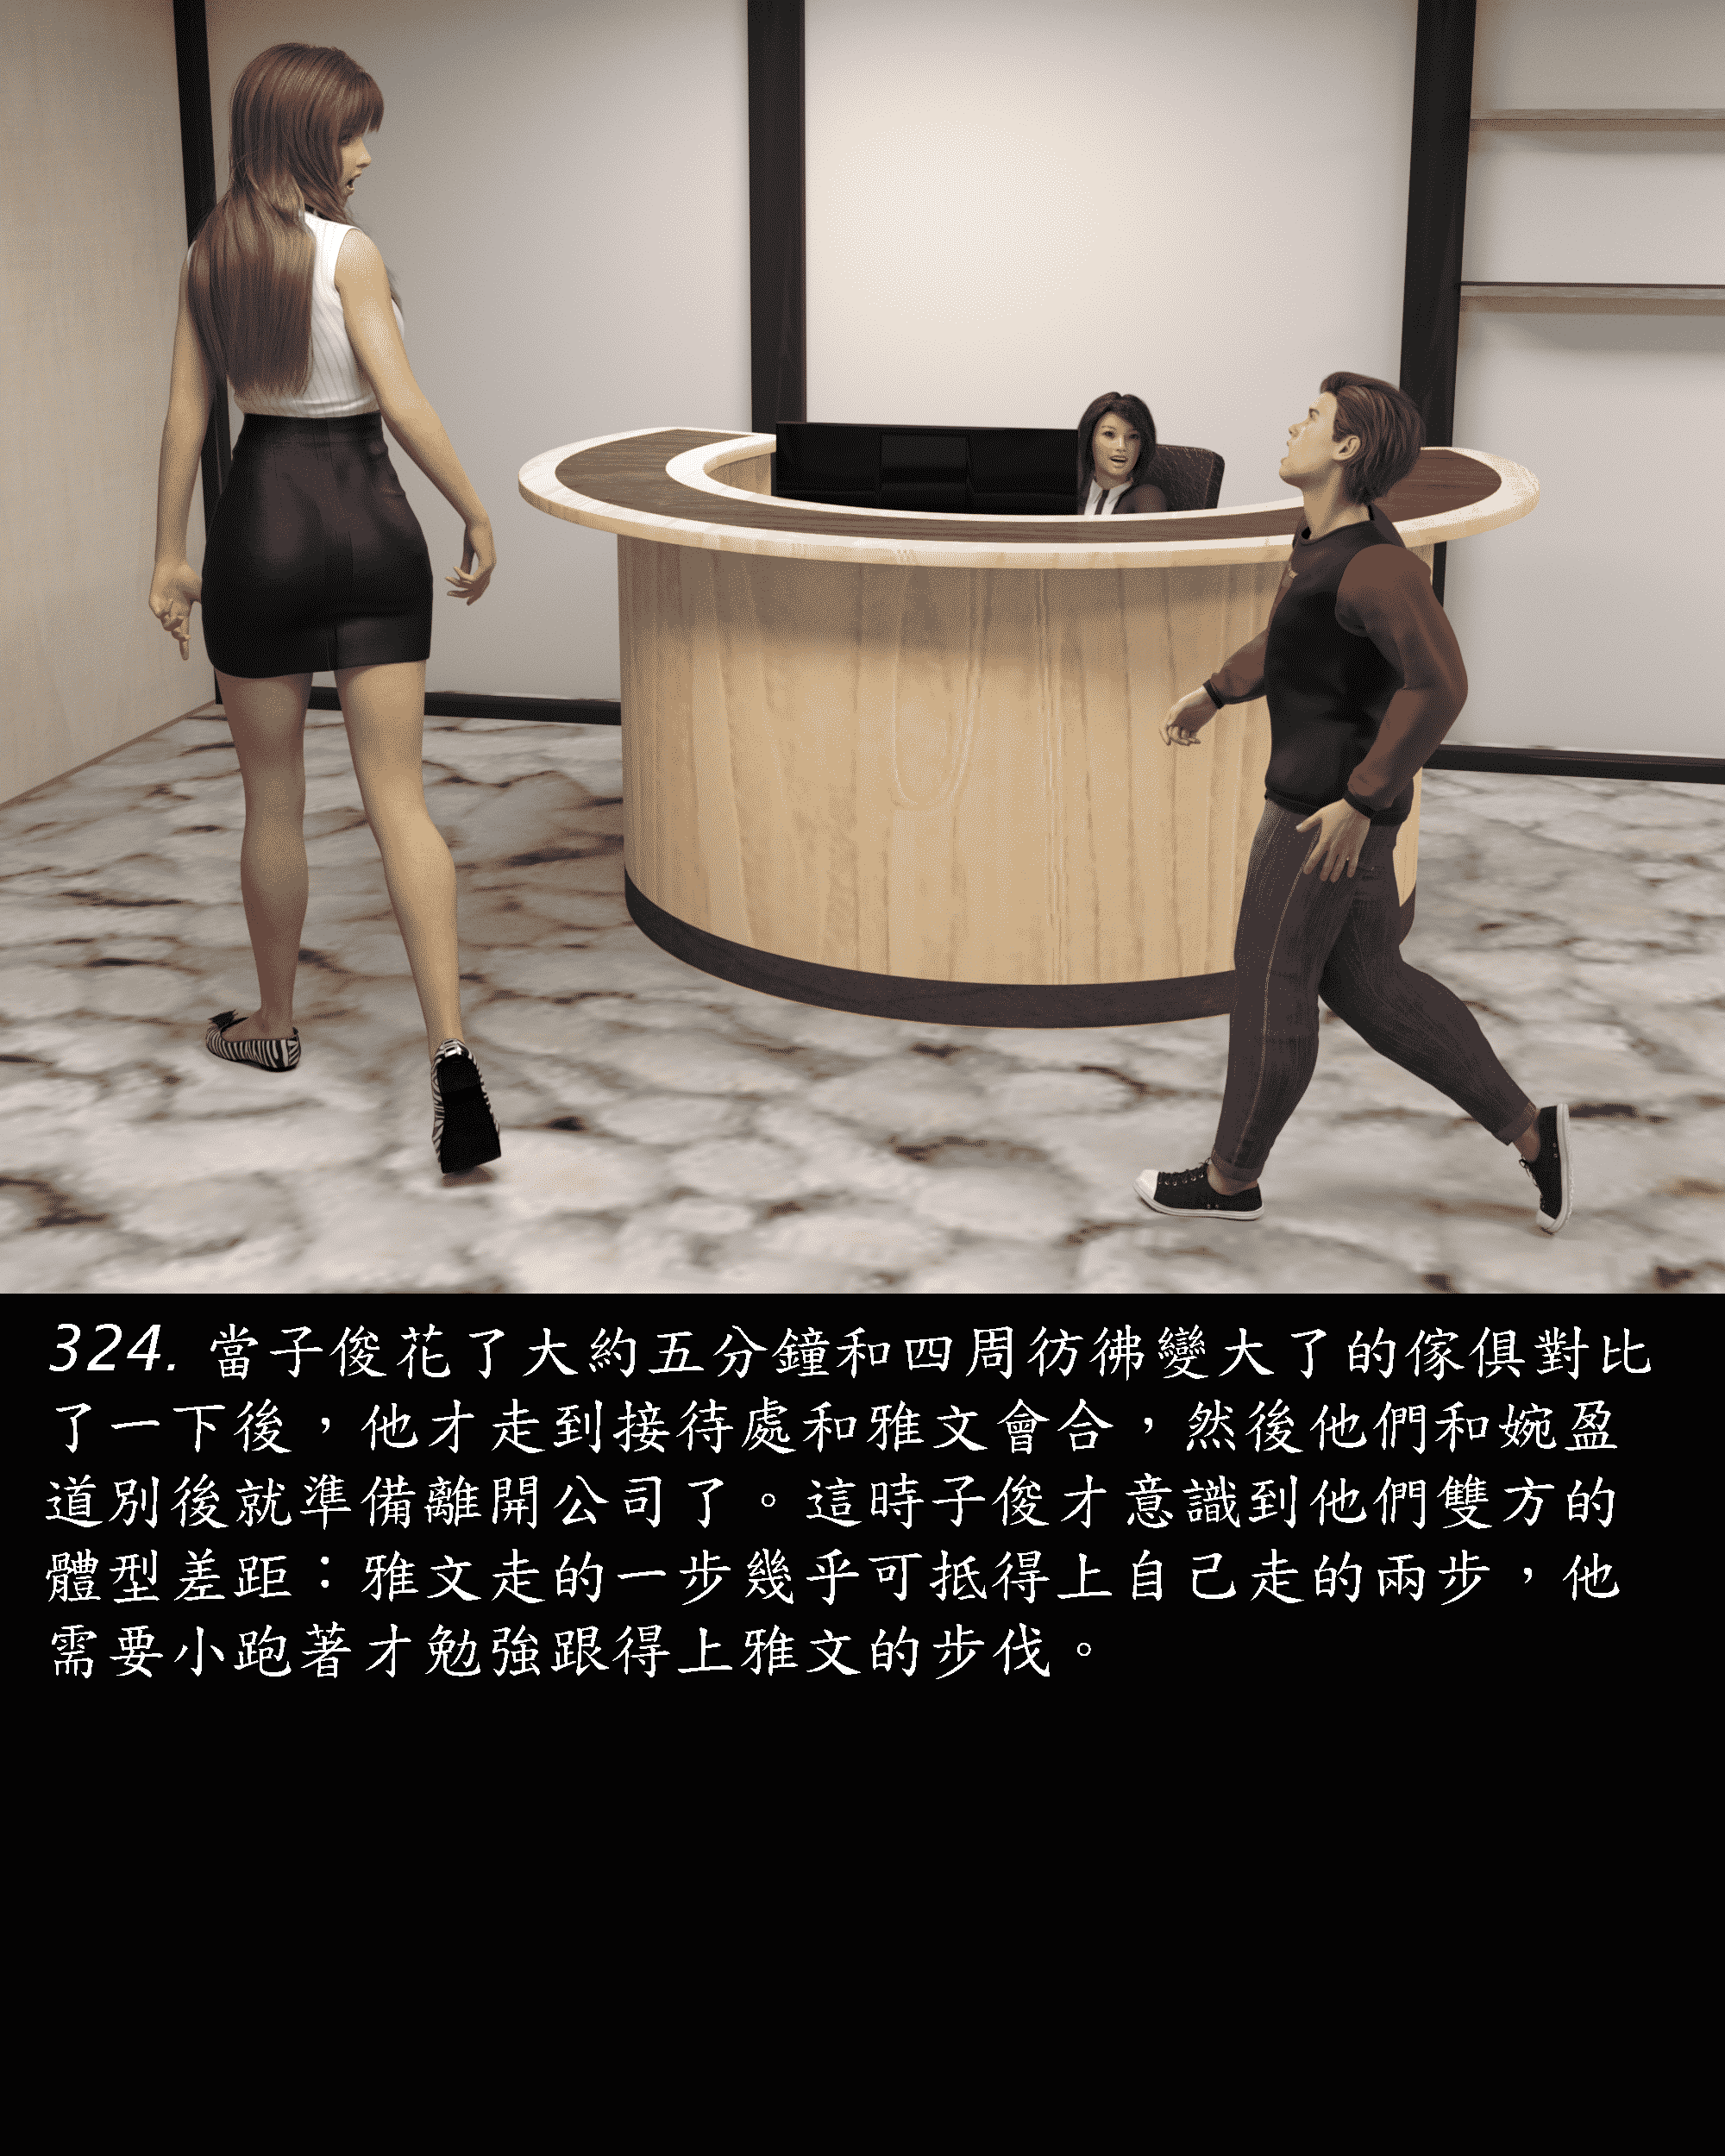 324. 當子俊花了大約五分鐘和四周彷彿變大了的傢俱對比
了一下後，他才走到接待處和雅文會合，然後他們和婉盈
道別後就準備離開公司了。這時子俊才意識到他們雙方的
體型差距：雅文走的一步幾乎可抵得上自己走的兩步，他
需要小跑著才勉強跟得上雅文的步伐。